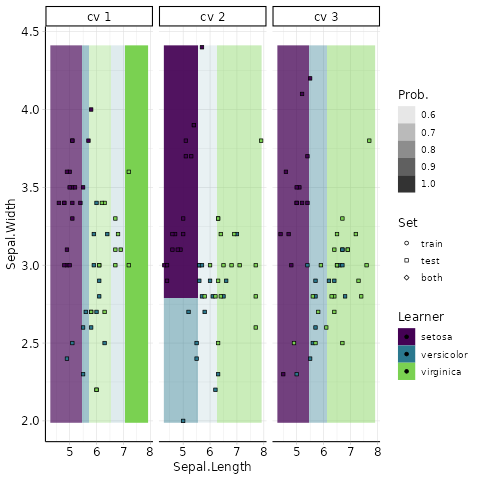 cv 1 cv 2 cv 3
4.5
4.0
3.5
3.0
2.5
2.0
Sepal.Width
5 6 7 8 5 6 7 8 5 6 7 8
Sepal.Length
Prob.
0.6
0.7
0.8
0.9
1.0
Set
train
test
both
Learner
setosa
versicolor
virginica